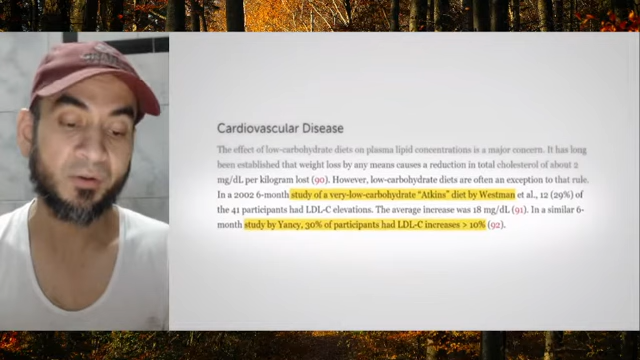 Cardiovascular Disease
The effect of low-carbohydrate diets on plasma lipid concentrations is a major concern. It has long
been established that weight loss by any means causes a reduction in total cholesterol of about 2
mg/dL per kilogram lost (90). However, low-carbohydrate diets are often an exception to that rule.
In a 2002 6-month study of a very-low-carbohydrate “Atkins” diet by Westman et al., 12 (29%) of
the 41 participants had LDL-C elevations. The average increase was 18 mg/dL (91). In a similar 6-
month study by Yancy, 30% of participants had LDL-C increases > 10% (92).